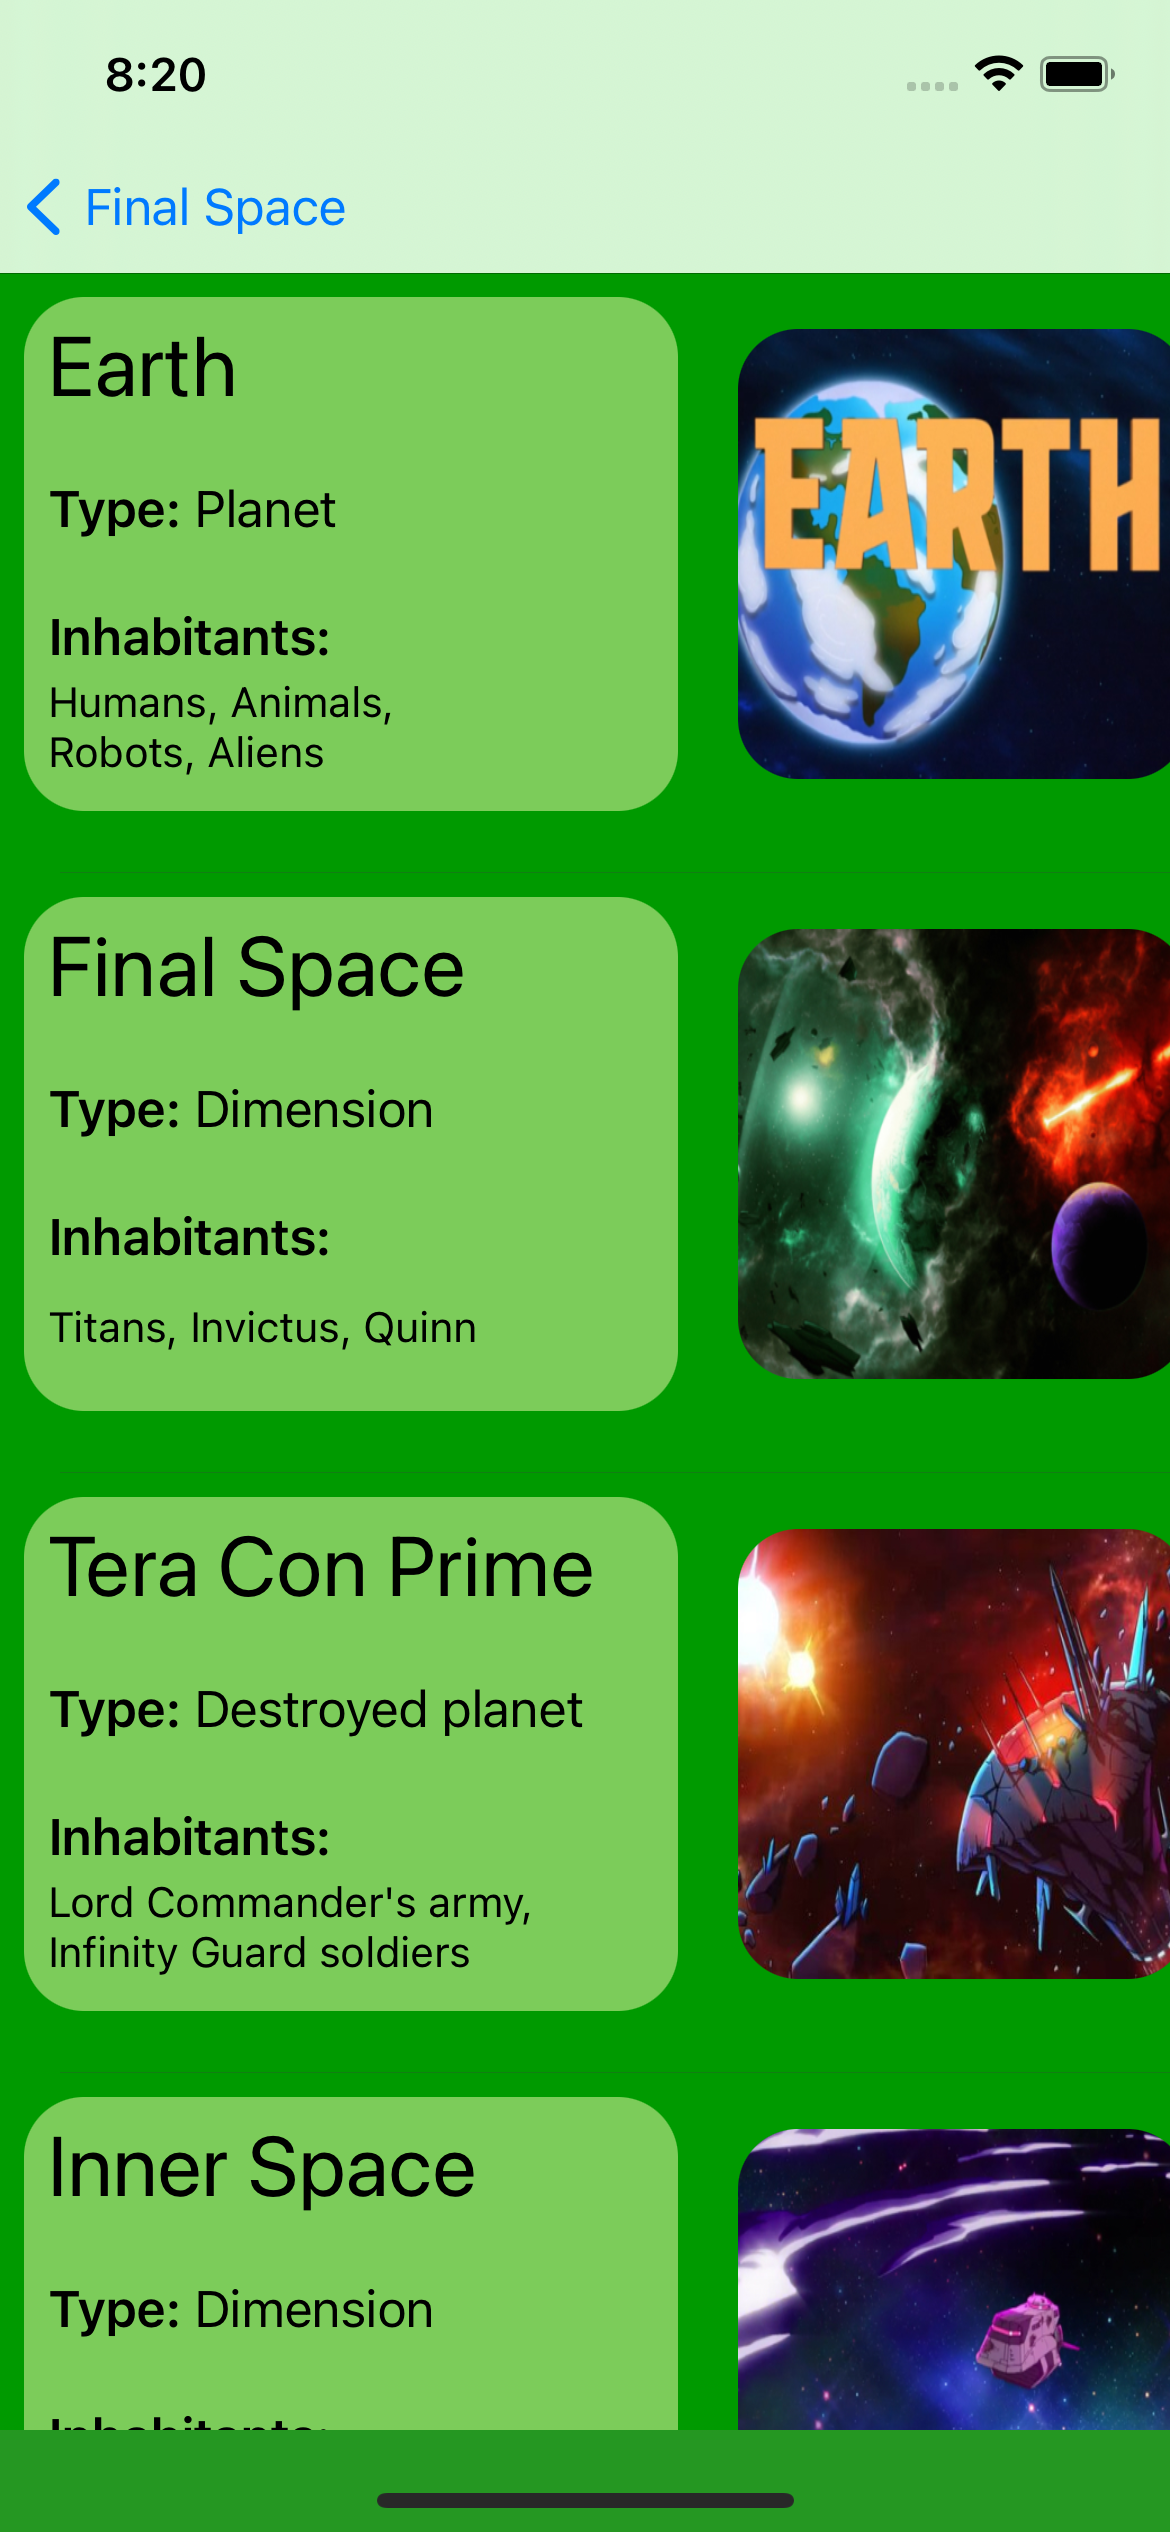 8:20
Final Space
Earth
Type: Planet
Inhabitants:
Humans, Animals,
Robots, Aliens
EARTH
Final Space
Type: Dimension
Inhabitants:
Titans, Invictus, Quinn
Tera Con Prime
Type: Destroyed planet
Inhabitants:
Lord Commander's army,
Infinity Guard soldiers
Inner Space
Type: Dimension
Inhabitants: